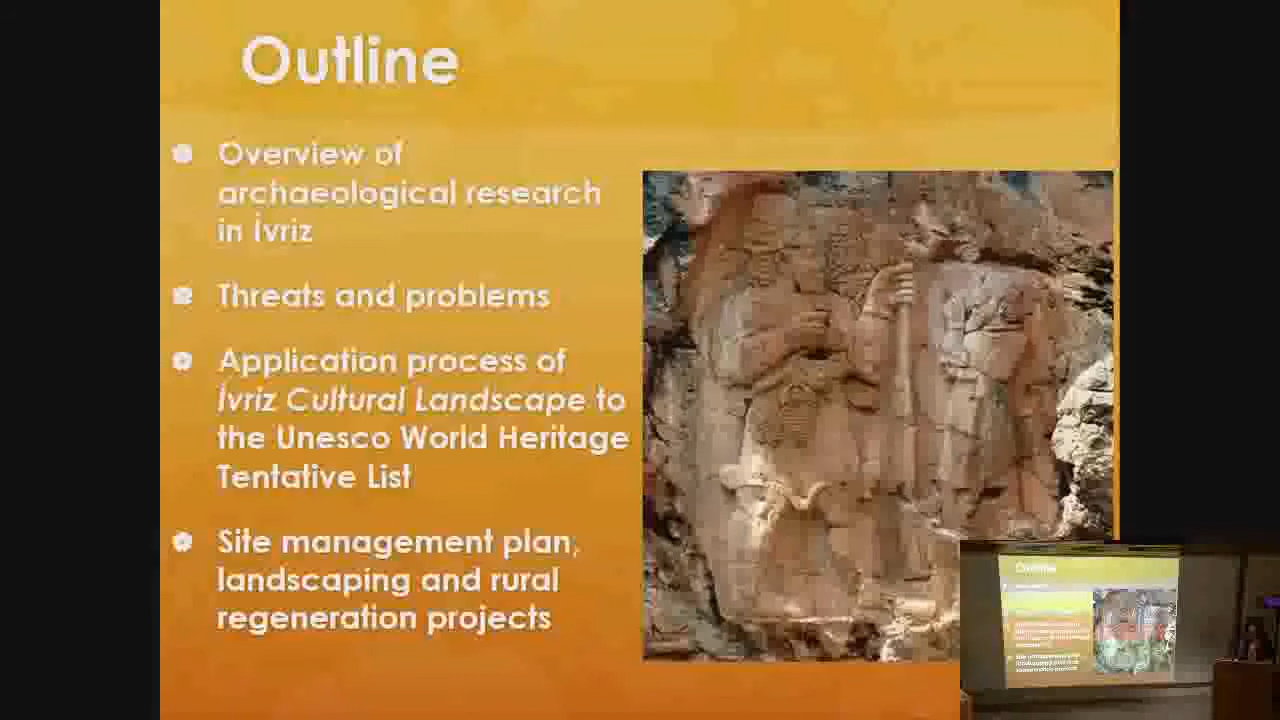 Outline
Overview of
archaeological research
in İvriz
Threats and problems
Application process of
İvriz Cultural Landscape to
the Unesco World Heritage
Tentative List
Site management plan,
landscaping and rural
regeneration projects
Outline